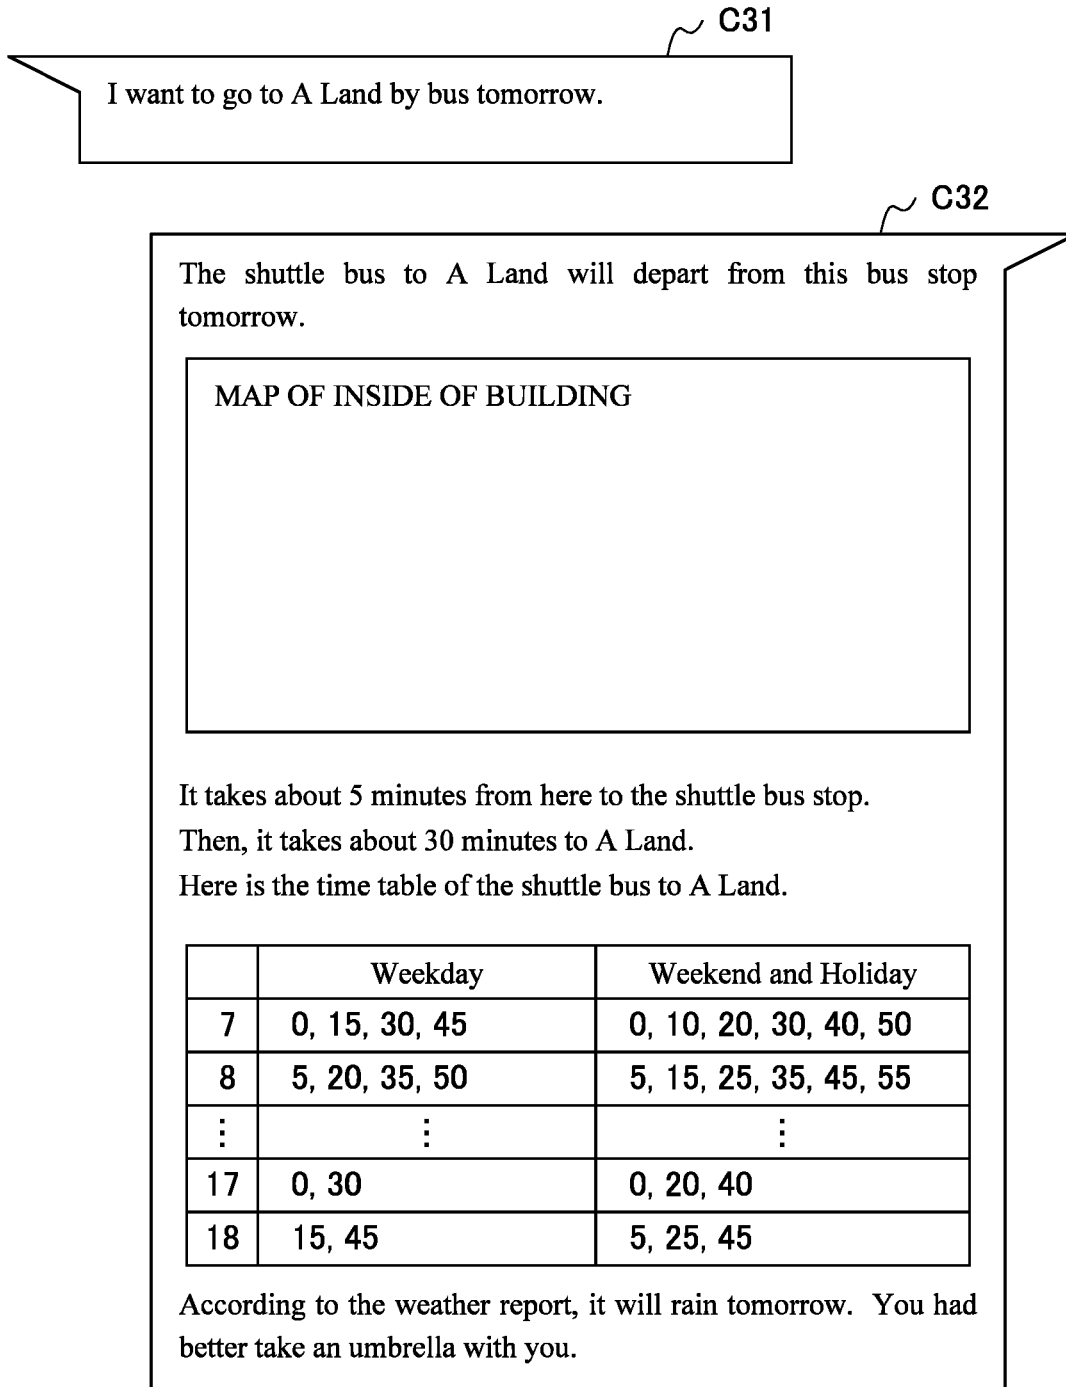 C31
I want to go to A Land by bus tomorrow.
C32
The shuttle bus to A Land will depart from this bus stop
tomorrow.
MAP OF INSIDE OF BUILDING
It takes about 5 minutes from here to the shuttle bus stop.
Then, it takes about 30 minutes to A Land.
Here is the time table of the shuttle bus to A Land.
Weekday Weekend and Holiday
7 0, 15, 30, 45 0, 10, 20, 30, 40, 50
8 5, 20, 35, 50 5, 15, 25, 35, 45, 55
⋮ ⋮ ⋮
17 0, 30 0, 20, 40
18 15, 45 5, 25, 45
According to the weather report, it will rain tomorrow. You had
better take an umbrella with you.